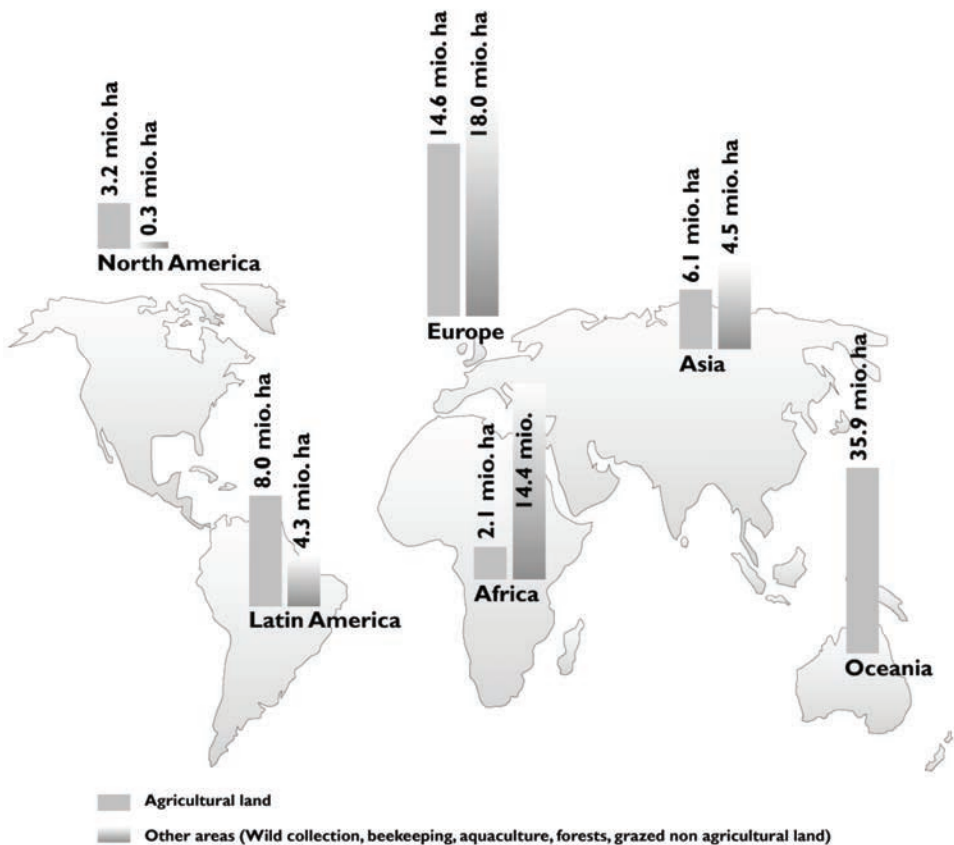 3.2 mio. ha
0.3 mio. ha
North America
14.6 mio. ha
18.0 mio. ha
Europe
6.1 mio. ha
4.5 mio. ha
Asia
8.0 mio. ha
4.3 mio. ha
Latin America
2.1 mio. ha
14.4 mio.
Africa
35.9 mio. ha
Oceania
Agricultural land
Other areas (Wild collection, beekeeping, aquaculture, forests, grazed non agricultural land)